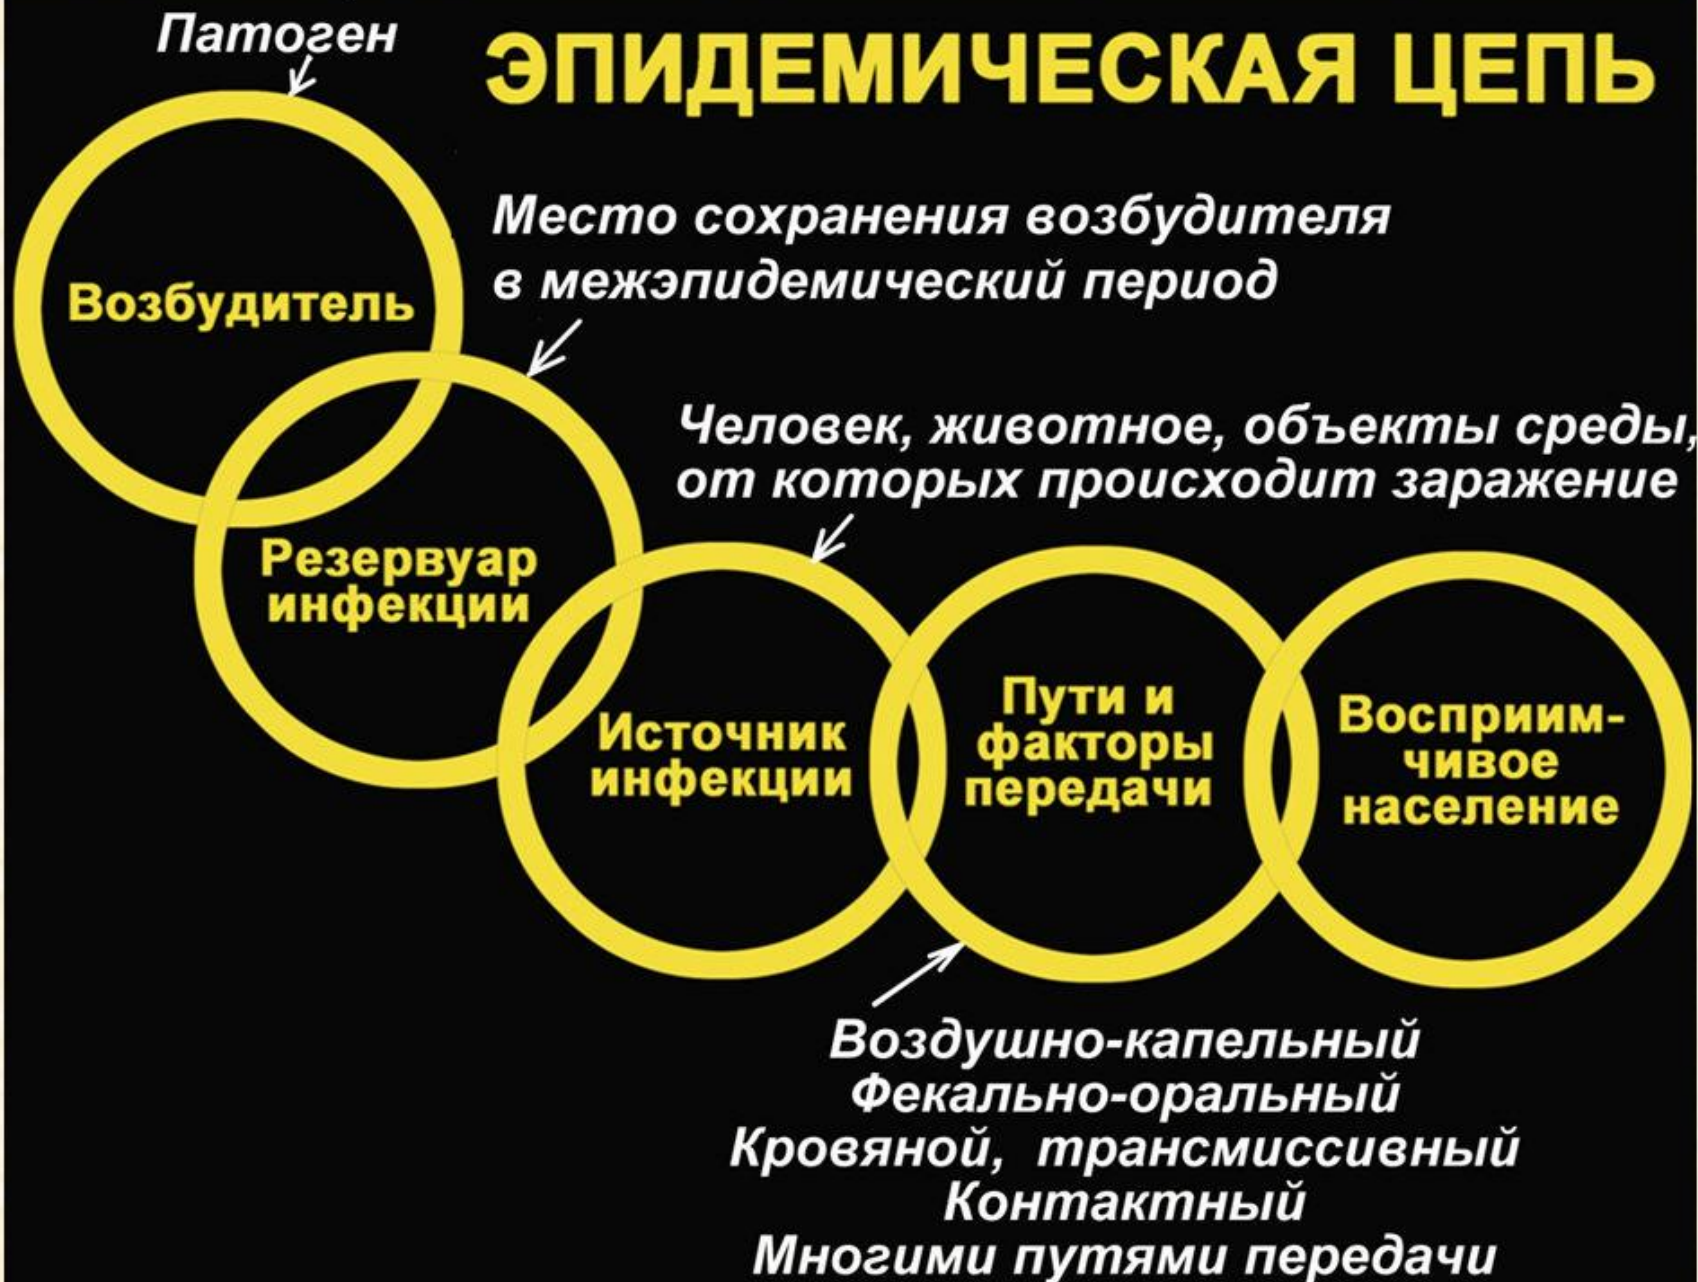 Патоген
ЭПИДЕМИЧЕСКАЯ ЦЕПЬ
Место сохранения возбудителя
в межэпидемический период
Возбудитель
Человек, животное, объекты среды,
от которых происходит заражение
Резервуар
инфекции
Источник
инфекции
Пути и
факторы
передачи
Восприим-
чивое
население
Воздушно-капельный
Фекально-оральный
Кровяной, трансмиссивный
Контактный
Многими путями передачи